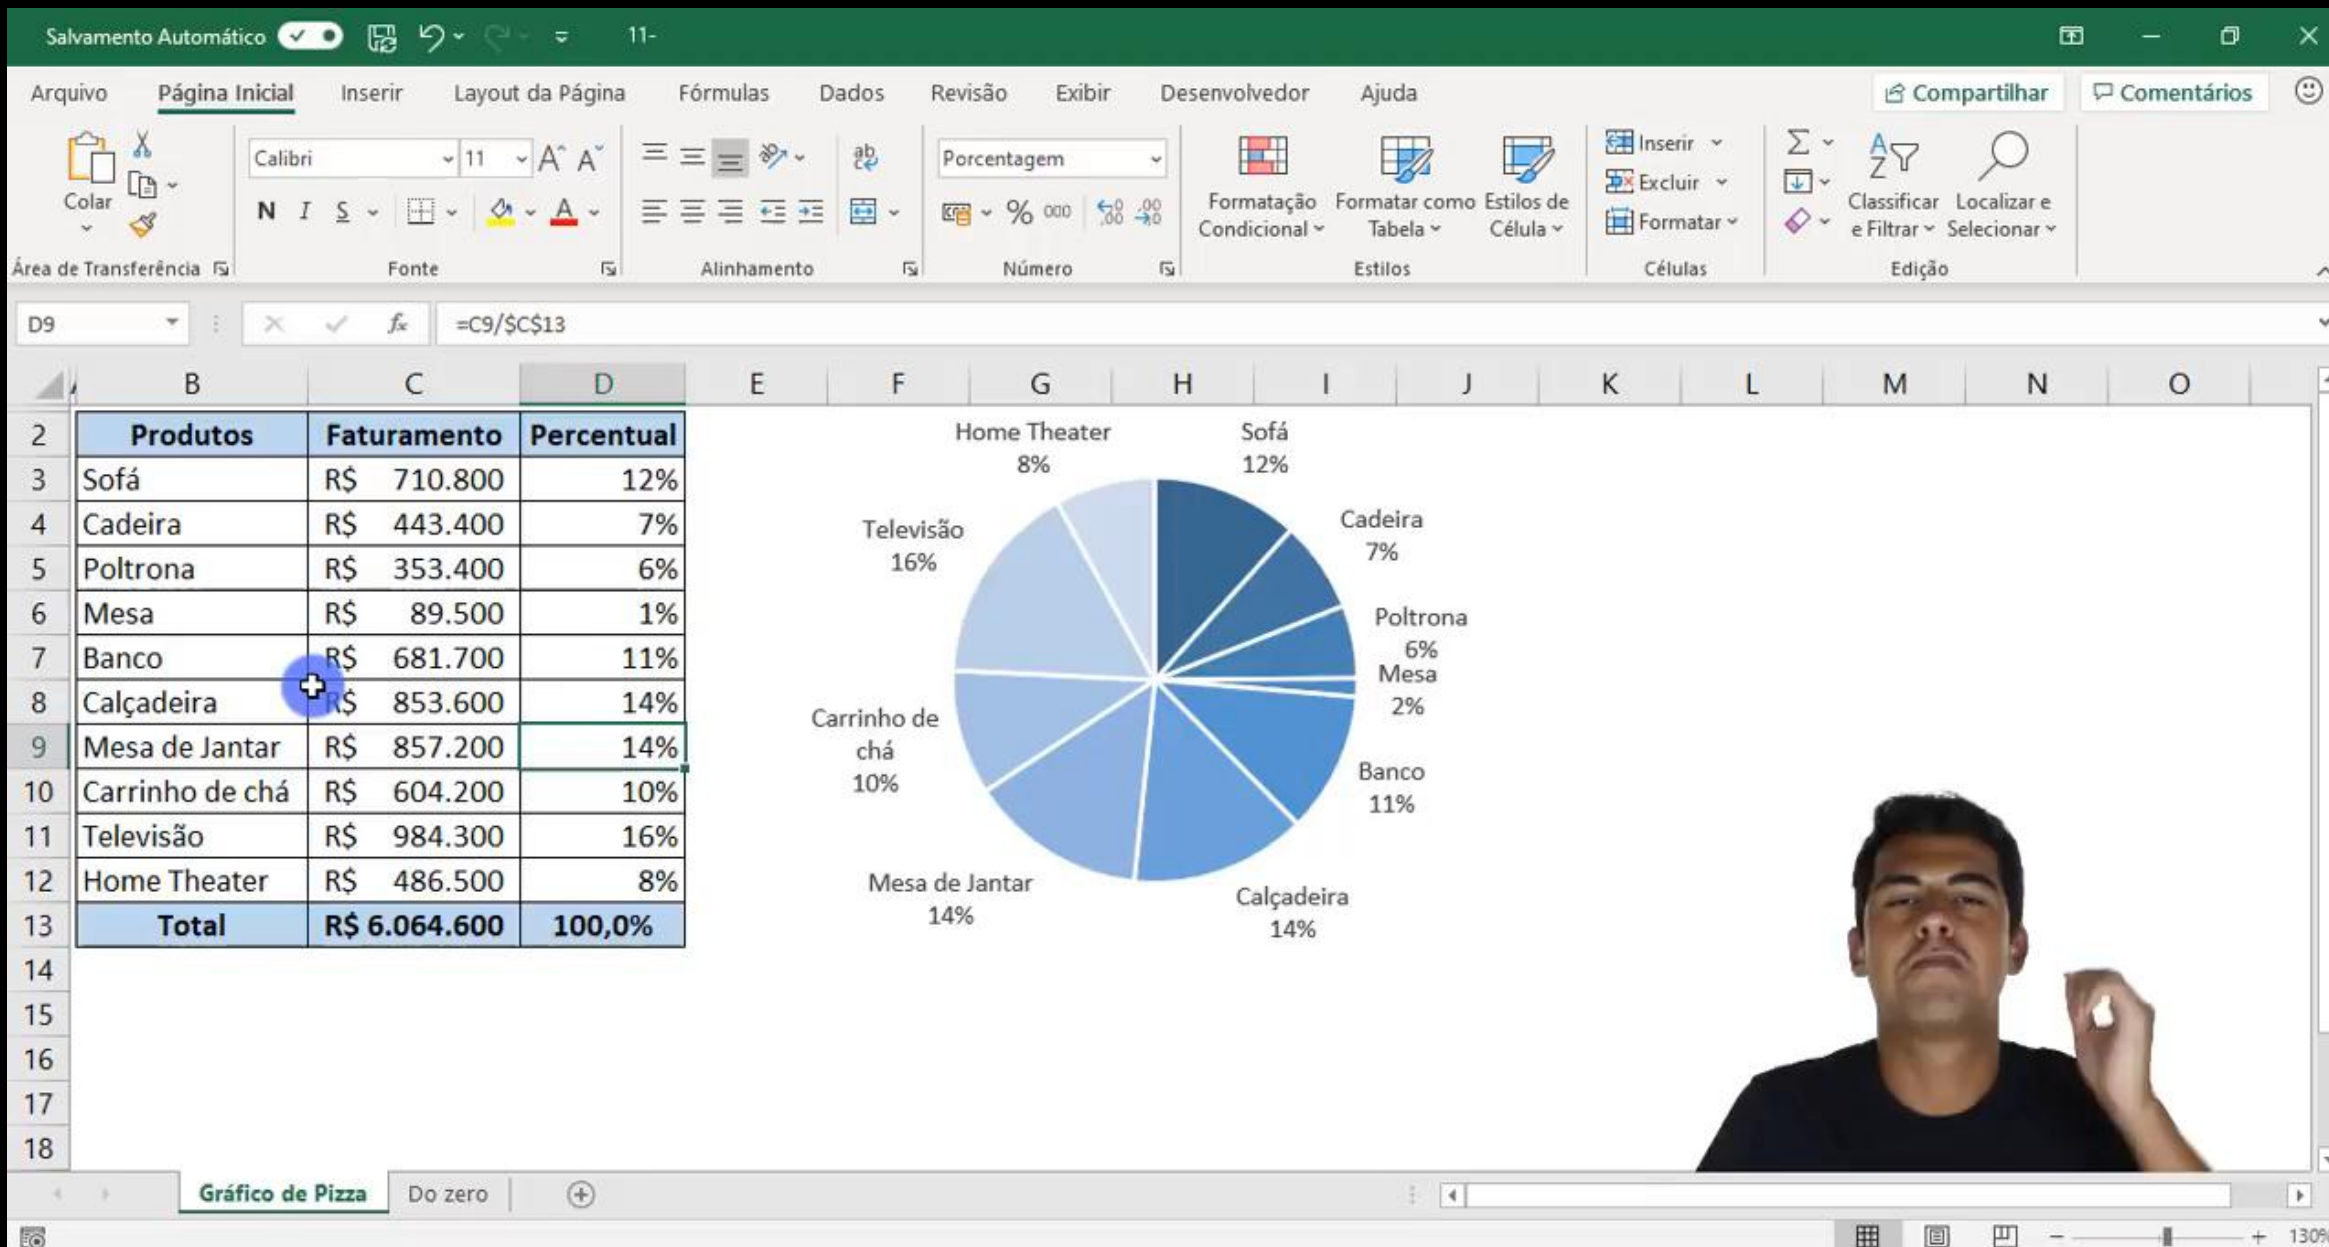 Salvamento Automático 11-
Arquivo Página Inicial Inserir Layout da Página Fórmulas Dados Revisão Exibir Desenvolvedor Ajuda Compartilhar Comentários
Colar
Área de Transferência
Calibri 11
N I S
Fonte
Alinhamento
Porcentagem
% 000
Número
Formatação Condicional
Formatar como Tabela
Estilos de Célula
Estilos
Inserir
Excluir
Formatar
Células
Classificar e Filtrar
Localizar e Selecionar
Edição
D9 fx =C9/$C$13
B C D E F G H I J K L M N O
2 Produtos Faturamento Percentual
3 Sofá R$ 710.800 12%
4 Cadeira R$ 443.400 7%
5 Poltrona R$ 353.400 6%
6 Mesa R$ 89.500 1%
7 Banco R$ 681.700 11%
8 Calçadeira R$ 853.600 14%
9 Mesa de Jantar R$ 857.200 14%
10 Carrinho de chá R$ 604.200 10%
11 Televisão R$ 984.300 16%
12 Home Theater R$ 486.500 8%
13 Total R$ 6.064.600 100,0%
14
15
16
17
18
Home Theater
8%
Sofá
12%
Cadeira
7%
Poltrona
6%
Mesa
2%
Banco
11%
Calçadeira
14%
Mesa de Jantar
14%
Carrinho de
chá
10%
Televisão
16%
Gráfico de Pizza Do zero
130%